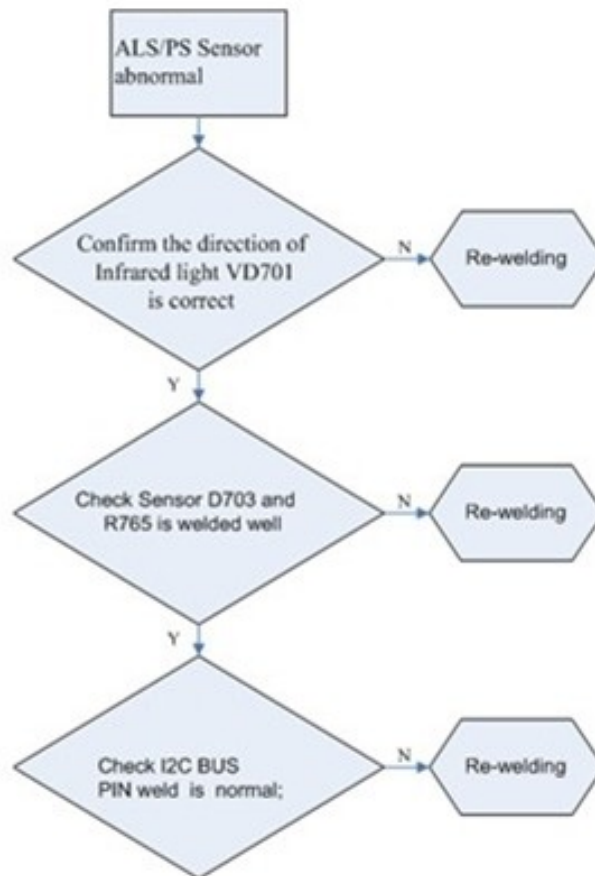 ALS/PS Sensor
abnormal
Confirm the direction of
Infrared light VD701
is correct
N
Re-welding
Y
Check Sensor D703 and
R765 is welded well
N
Re-welding
Y
Check I2C BUS
PIN weld is normal;
N
Re-welding